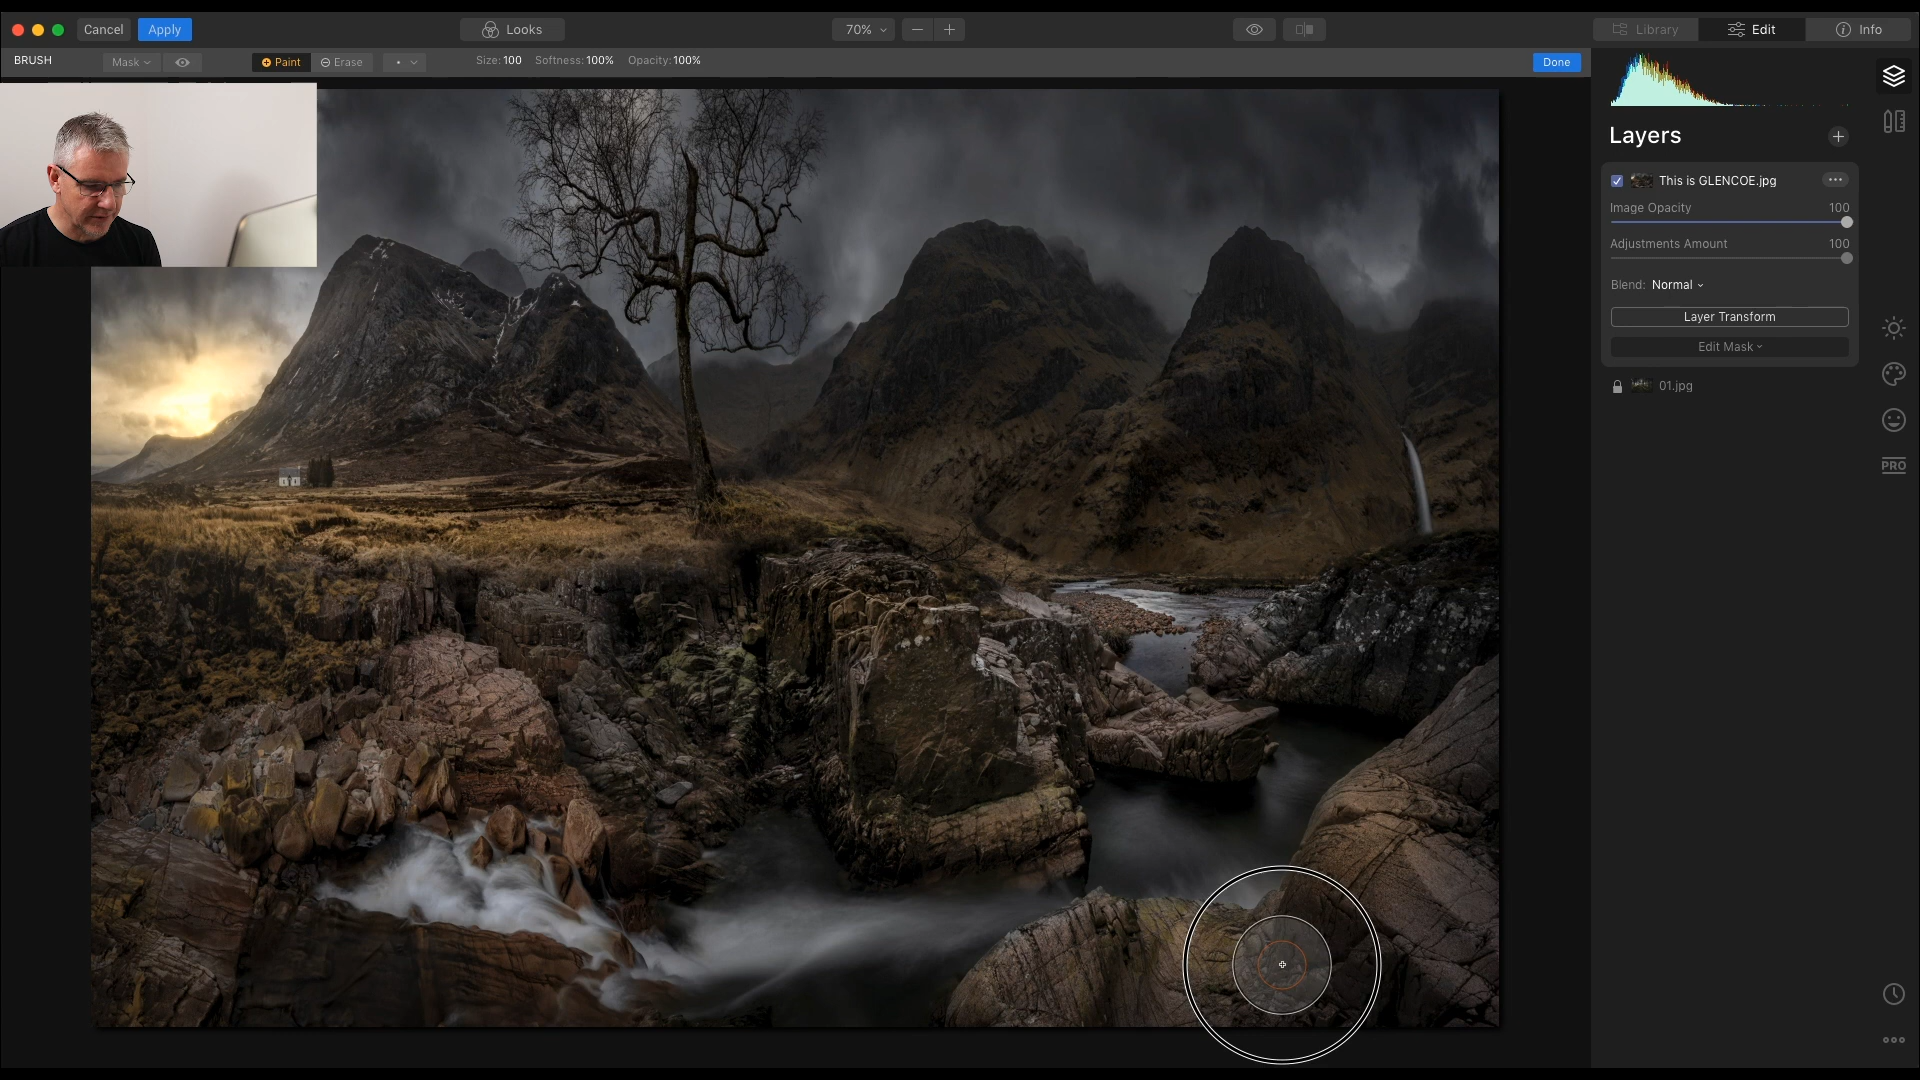 Cancel
Apply
Looks
70%
Library
Edit
Info
BRUSH
Mask
Paint
Erase
Size: 100
Softness: 100%
Opacity: 100%
Done
Layers
This is GLENCOE.jpg
Image Opacity
100
Adjustments Amount
100
Blend: Normal
Layer Transform
Edit Mask
01.jpg
PRO